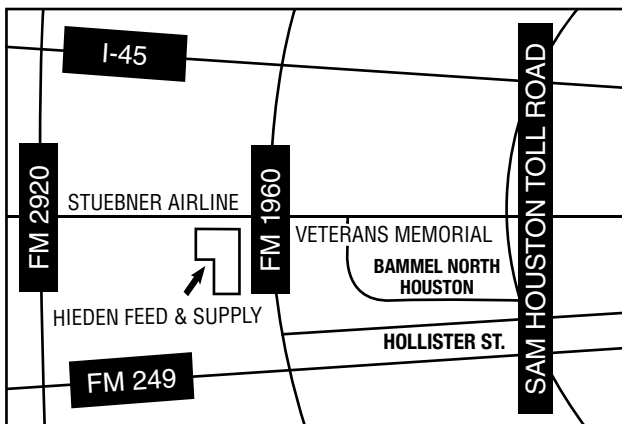 I-45
SAM HOUSTON TOLL ROAD
FM 2920
FM 1960
STUEBNER AIRLINE
VETERANS MEMORIAL
BAMMEL NORTH
HOUSTON
HIEDEN FEED & SUPPLY
HOLLISTER ST.
FM 249